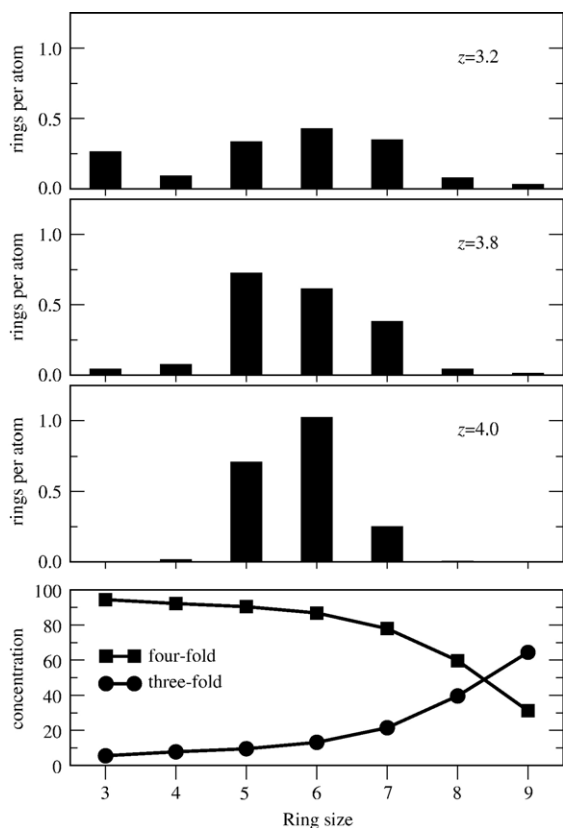 rings per atom
1.0
0.5
0.0
z=3.2
rings per atom
1.0
0.5
0.0
z=3.8
rings per atom
1.0
0.5
0.0
z=4.0
concentration
100
80
60
40
20
0
four-fold
three-fold
3 4 5 6 7 8 9
Ring size